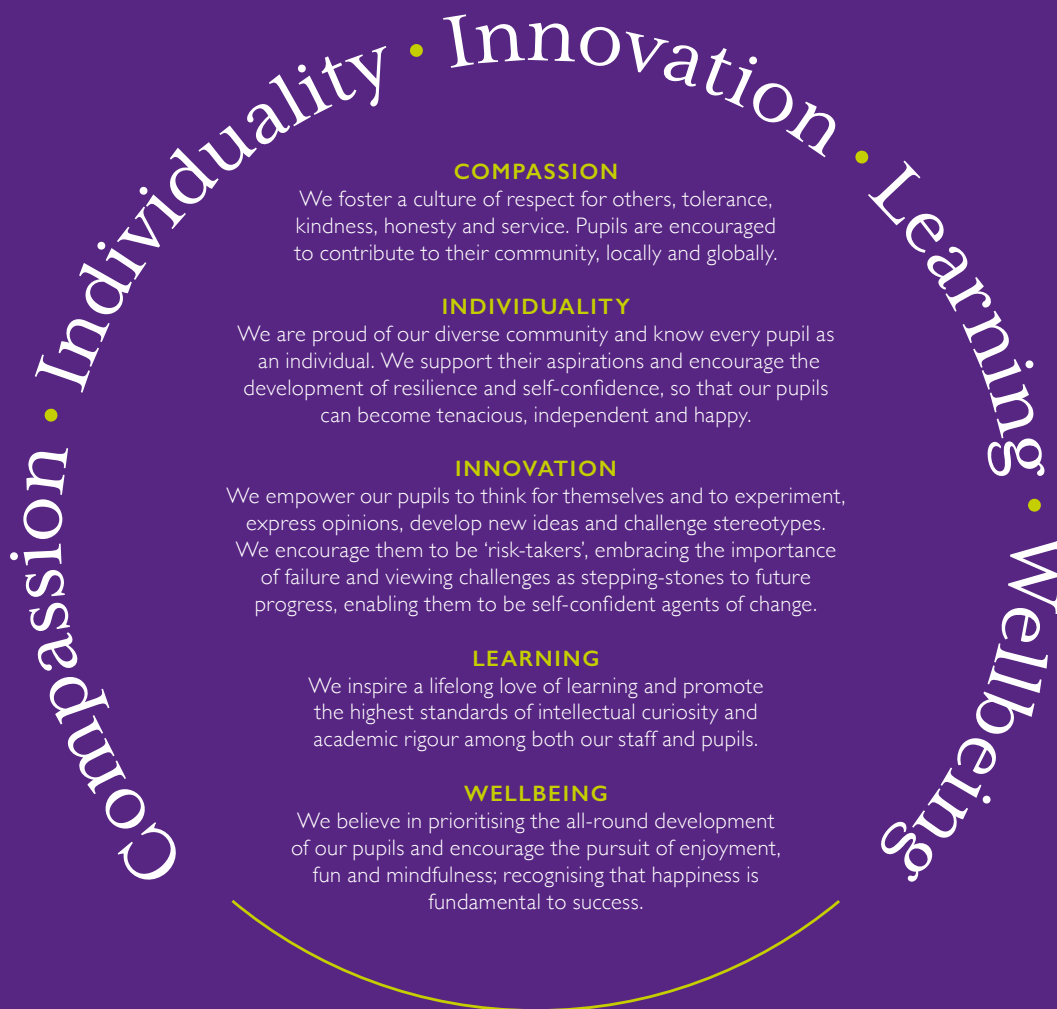 Compassion • Individuality • Innovation • Learning • Wellbeing
COMPASSION
We foster a culture of respect for others, tolerance,
kindness, honesty and service. Pupils are encouraged
to contribute to their community, locally and globally.
INDIVIDUALITY
We are proud of our diverse community and know every pupil as
an individual. We support their aspirations and encourage the
development of resilience and self-confidence, so that our pupils
can become tenacious, independent and happy.
INNOVATION
We empower our pupils to think for themselves and to experiment,
express opinions, develop new ideas and challenge stereotypes.
We encourage them to be ‘risk-takers’, embracing the importance
of failure and viewing challenges as stepping-stones to future
progress, enabling them to be self-confident agents of change.
LEARNING
We inspire a lifelong love of learning and promote
the highest standards of intellectual curiosity and
academic rigour among both our staff and pupils.
WELLBEING
We believe in prioritising the all-round development
of our pupils and encourage the pursuit of enjoyment,
fun and mindfulness; recognising that happiness is
fundamental to success.